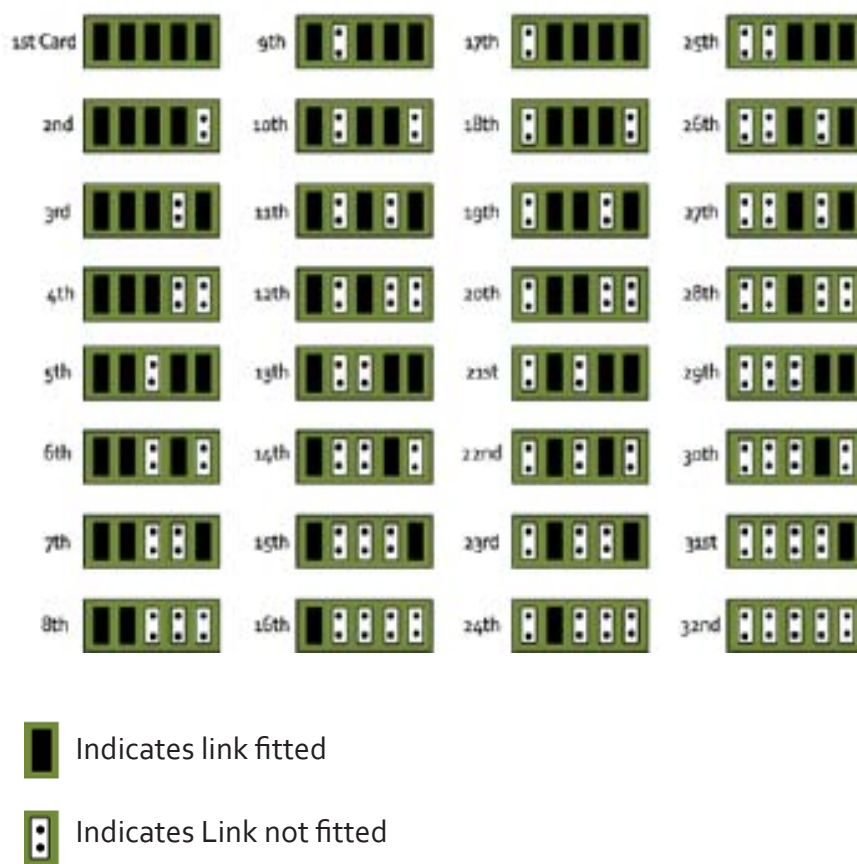 1st Card 9th 17th 25th
2nd 10th 18th 26th
3rd 11th 19th 27th
4th 12th 20th 28th
5th 13th 21st 29th
6th 14th 22nd 30th
7th 15th 23rd 31st
8th 16th 24th 32nd
Indicates link fitted
Indicates Link not fitted